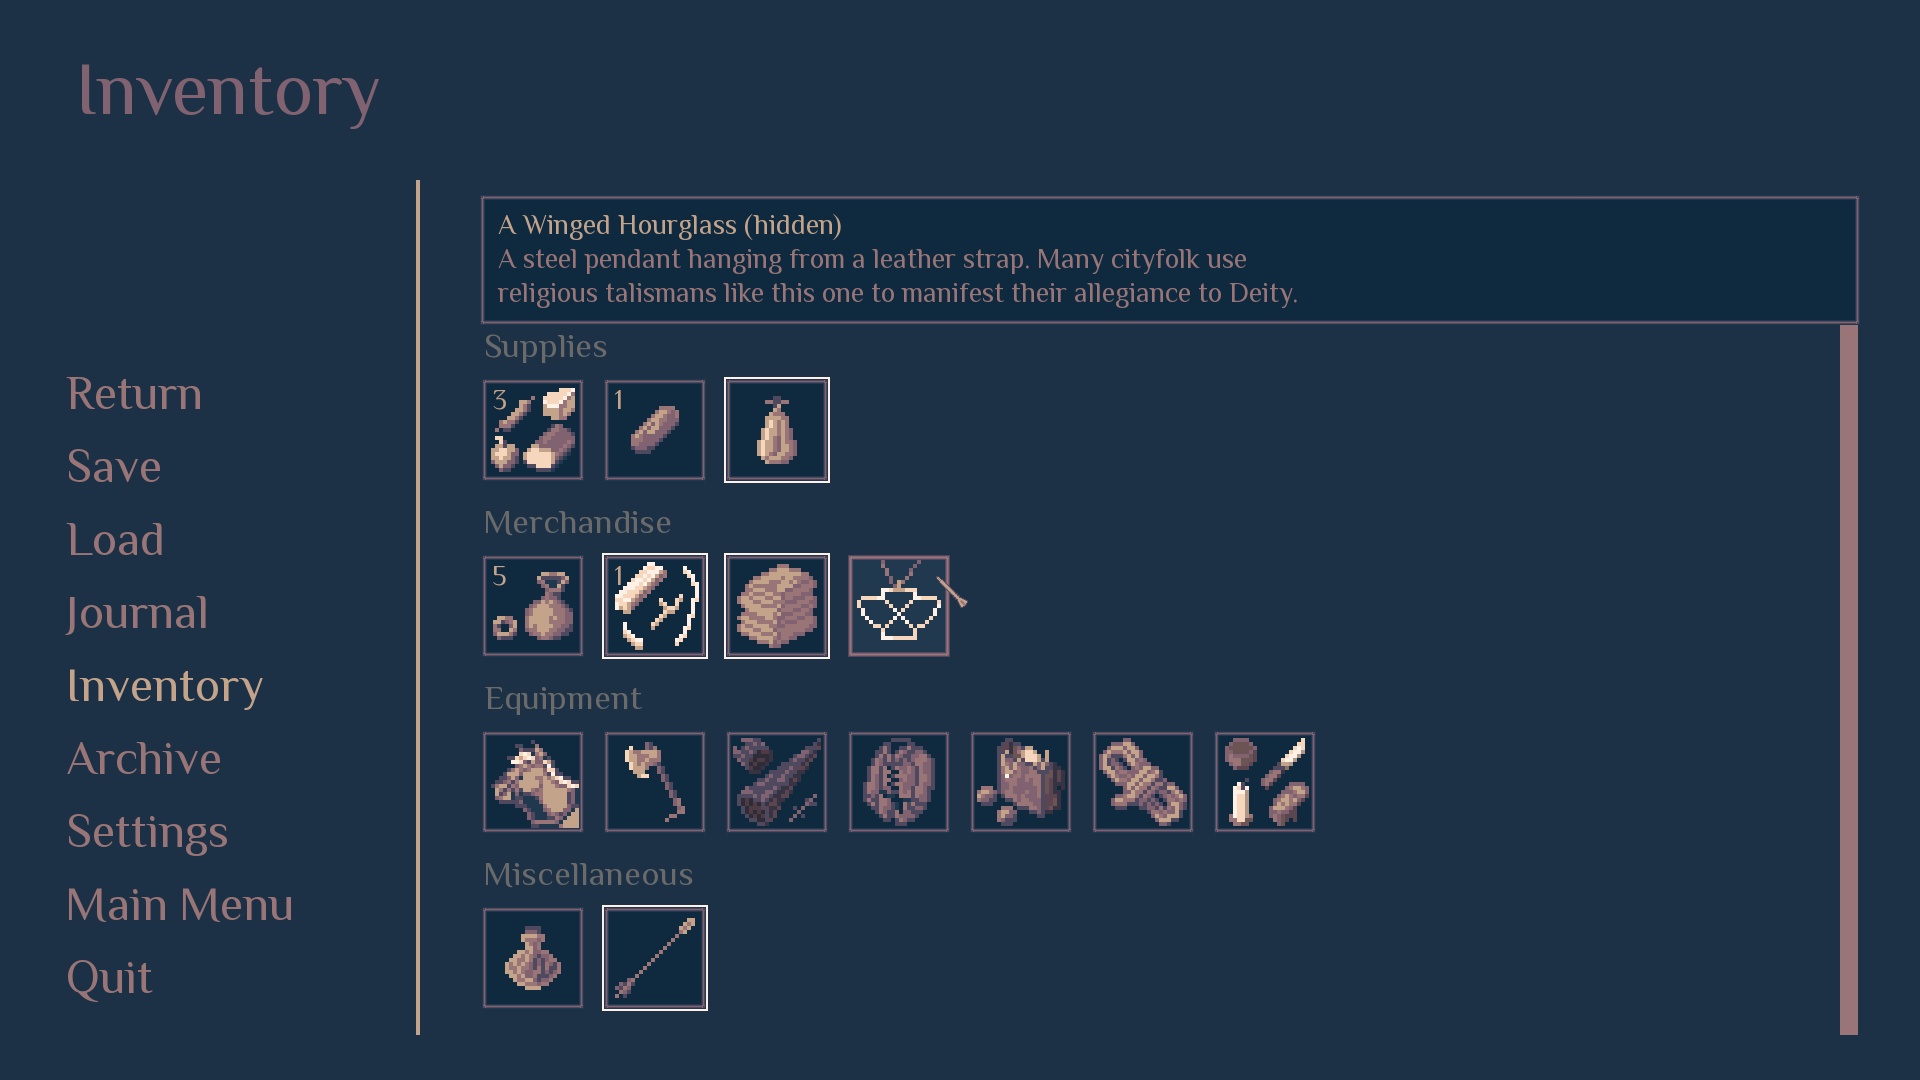 Inventory
A Winged Hourglass (hidden)
A steel pendant hanging from a leather strap. Many cityfolk use
religious talismans like this one to manifest their allegiance to Deity.
Supplies
3
1
Merchandise
5
1
Equipment
Miscellaneous
Return
Save
Load
Journal
Inventory
Archive
Settings
Main Menu
Quit